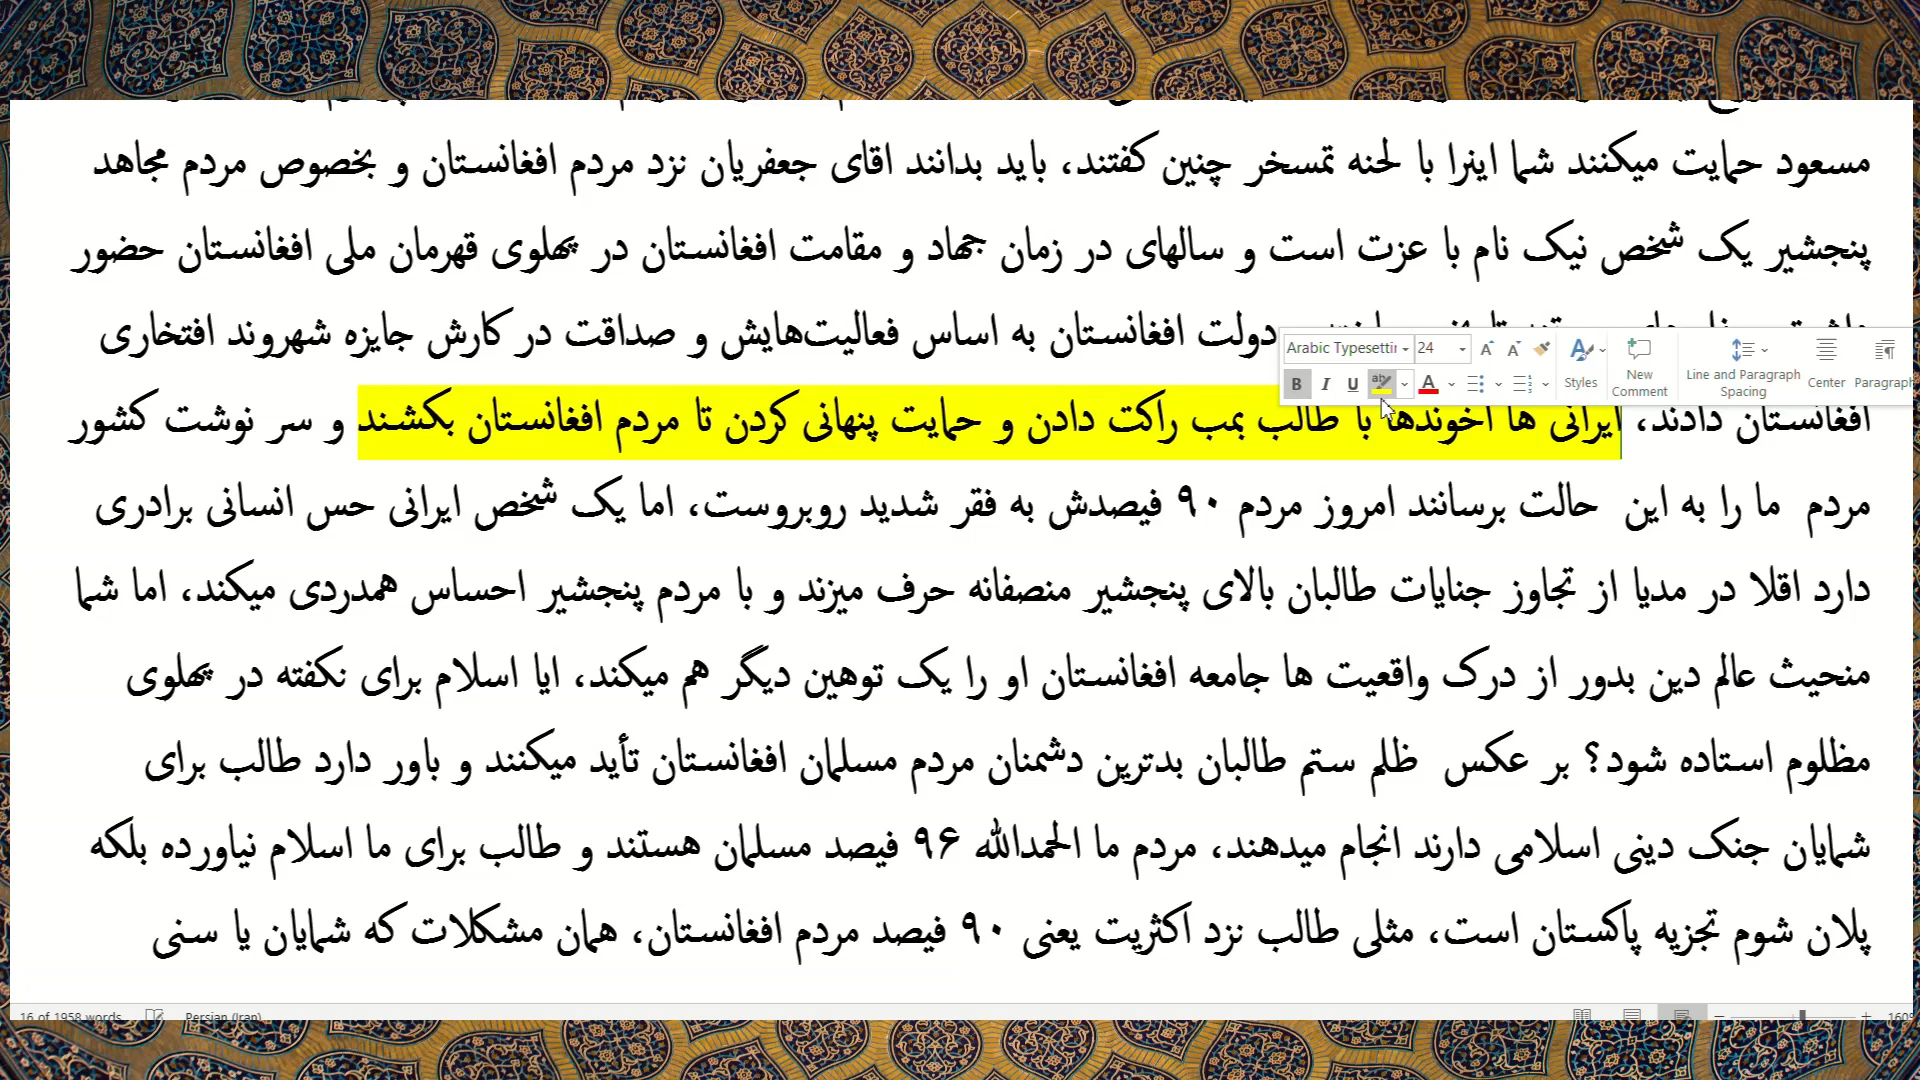 مسعود حمایت میکنند شما اینرا با لحنه تمسخر چنین کفتند، باید بدانند اقای جعفریان نزد مردم افغانستان و بخصوص مردم مجاهد
پنجشیر یک شخص نیک نام با عزت است و سالهای در زمان جهاد و مقامت افغانستان در پهلوی قهرمان ملی افغانستان حضور
دولت افغانستان به اساس فعالیت‌هایش و صداقت در کارش جایزه شهروند افتخاری
افغانستان دادند، ایرانی ها اخوندها با طالب بمب راکت دادن و حمایت پنهانی کردن تا مردم افغانستان بکشند و سر نوشت کشور
مردم ما را به این حالت برسانند امروز مردم ۹۰ فیصدش به فقر شدید روبروست، اما یک شخص ایرانی حس انسانی برادری
دارد اقلا در مدیا از تجاوز جنایات طالبان بالای پنجشیر منصفانه حرف میزند و با مردم پنجشیر احساس همدردی میکند، اما شما
منحیث عالم دین بدور از درک واقعیت ها جامعه افغانستان او را یک توهین دیگر هم میکند، ایا اسلام برای نکفته در پهلوی
مظلوم استاده شود؟ بر عکس ظلم ستم طالبان بدترین دشمنان مردم مسلمان افغانستان تأید میکنند و باور دارد طالب برای
شمایان جنک دینی اسلامی دارند انجام میدهند، مردم ما الحمدالله ۹۶ فیصد مسلمان هستند و طالب برای ما اسلام نیاورده بلکه
پلان شوم تجزیه پاکستان است، مثلی طالب نزد اکثریت یعنی ۹۰ فیصد مردم افغانستان، همان مشکلات که شمایان یا سنی
Arabic Typesettin 24
B I U Styles New Comment Line and Paragraph Spacing Center Paragraph
16 of 1958 words Persian (Iran) 160%